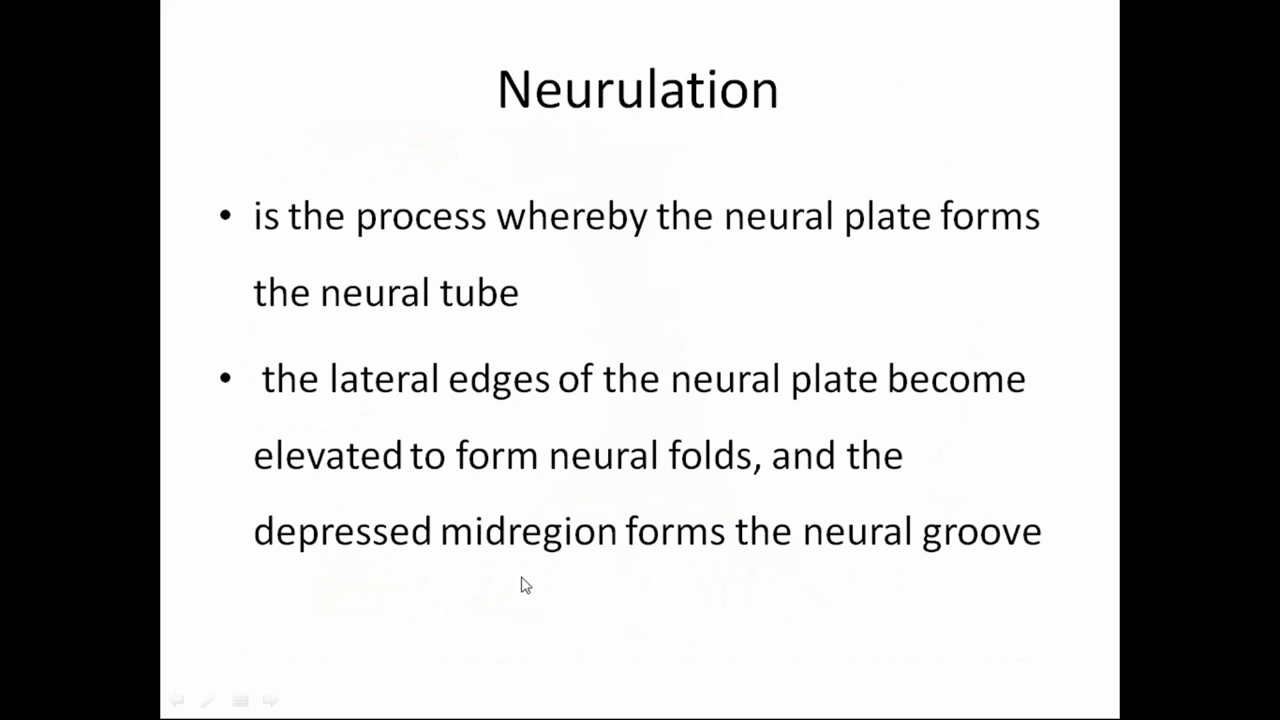 Neurulation
• is the process whereby the neural plate forms
the neural tube
• the lateral edges of the neural plate become
elevated to form neural folds, and the
depressed midregion forms the neural groove